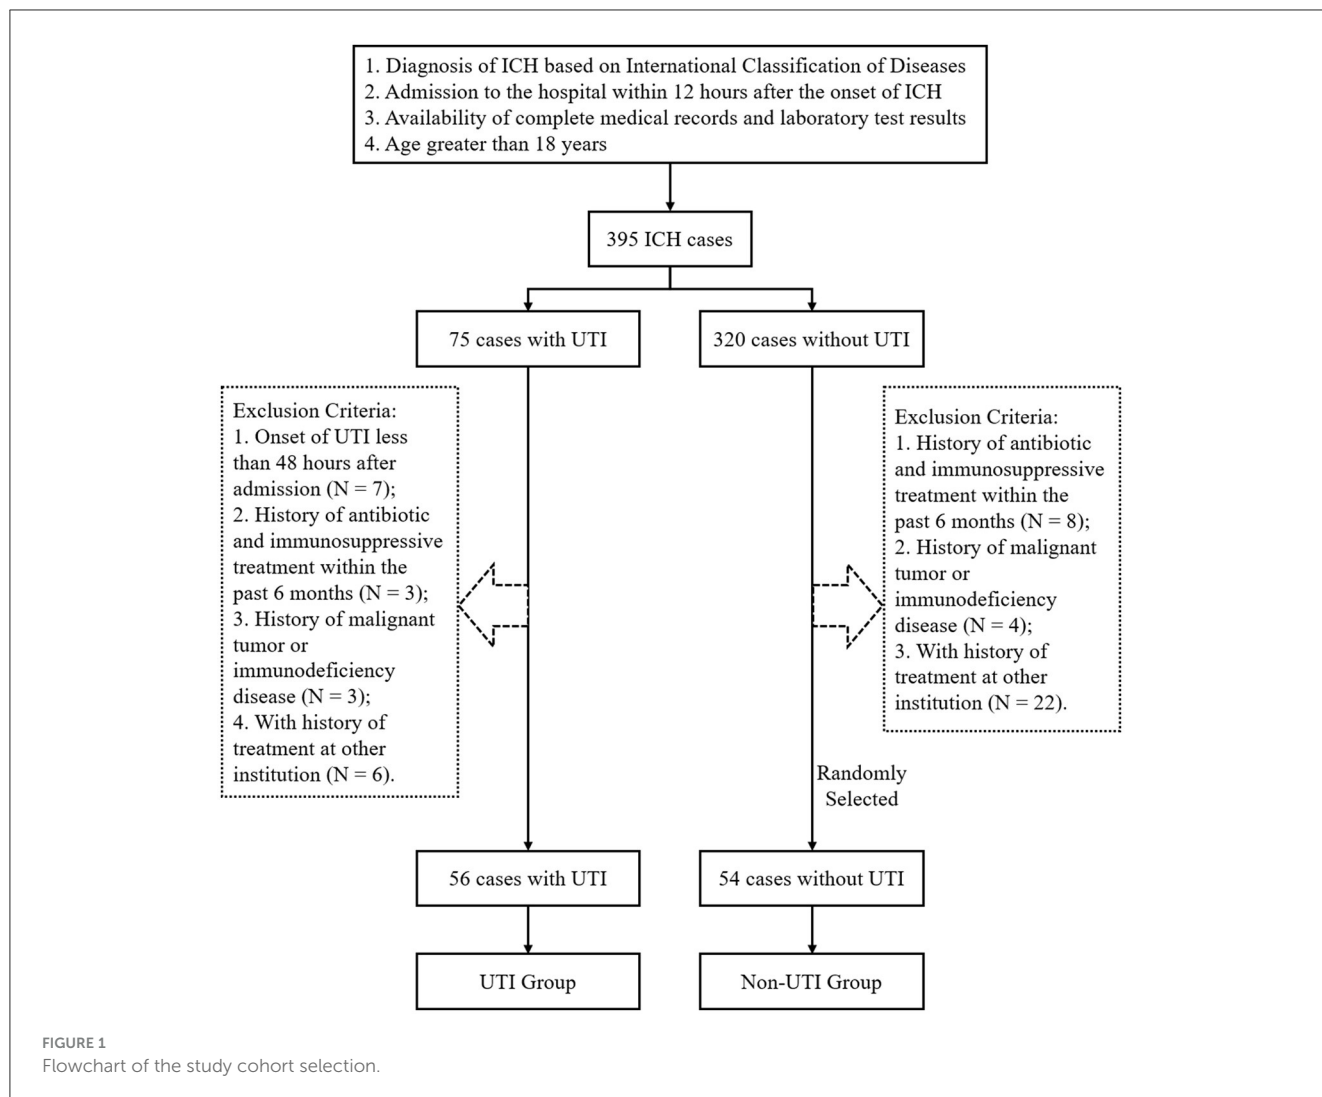 1. Diagnosis of ICH based on International Classification of Diseases
2. Admission to the hospital within 12 hours after the onset of ICH
3. Availability of complete medical records and laboratory test results
4. Age greater than 18 years
395 ICH cases
75 cases with UTI
320 cases without UTI
Exclusion Criteria:
1. Onset of UTI less
than 48 hours after
admission (N = 7);
2. History of antibiotic
and immunosuppressive
treatment within the
past 6 months (N = 3);
3. History of malignant
tumor or
immunodeficiency
disease (N = 3);
4. With history of
treatment at other
institution (N = 6).
Exclusion Criteria:
1. History of antibiotic
and immunosuppressive
treatment within the
past 6 months (N = 8);
2. History of malignant
tumor or
immunodeficiency
disease (N = 4);
3. With history of
treatment at other
institution (N = 22).
Randomly
Selected
56 cases with UTI
54 cases without UTI
UTI Group
Non-UTI Group
FIGURE 1
Flowchart of the study cohort selection.